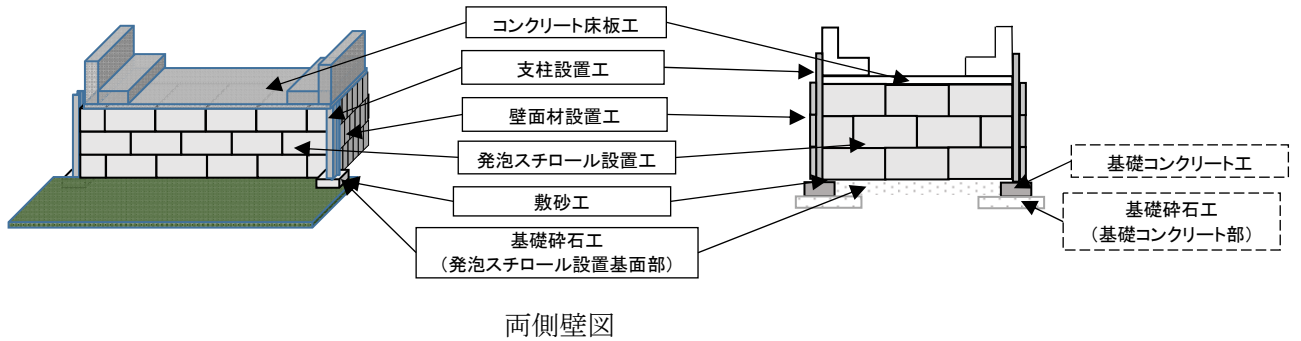 コンクリート床板工
支柱設置工
壁面材設置工
発泡スチロール設置工
敷砂工
基礎砕石工
（発泡スチロール設置基面部）
基礎コンクリート工
基礎砕石工
（基礎コンクリート部）
両側壁図